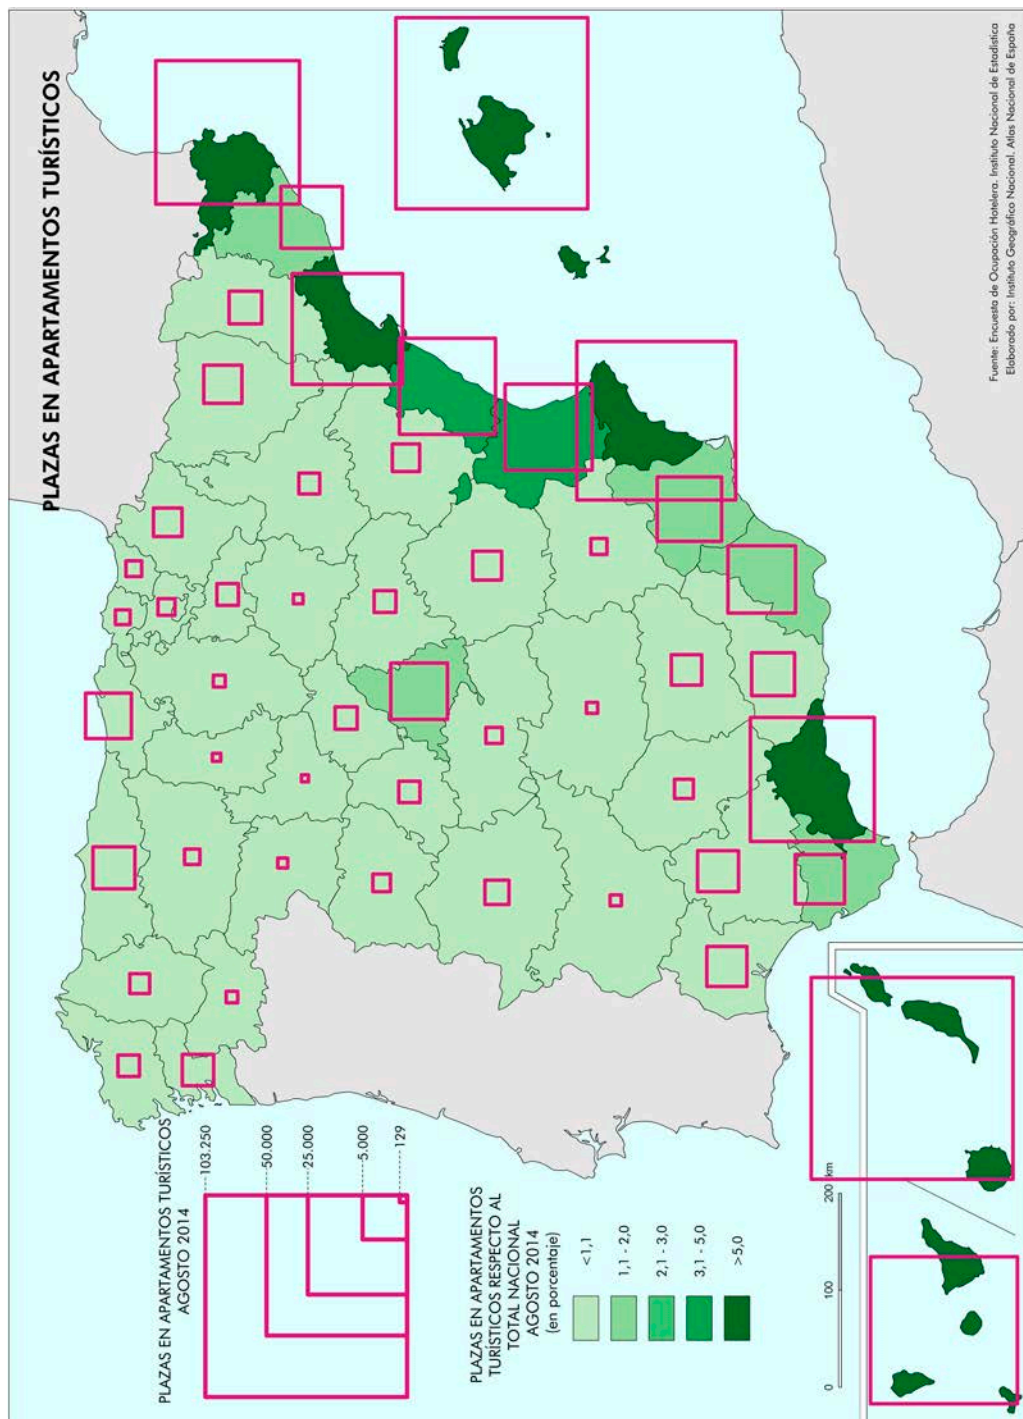 PLAZAS EN APARTAMENTOS TURÍSTICOS
PLAZAS EN APARTAMENTOS TURÍSTICOS
AGOSTO 2014
103.250
50.000
25.000
5.000
129
PLAZAS EN APARTAMENTOS
TURÍSTICOS RESPECTO AL
TOTAL NACIONAL
AGOSTO 2014
(en porcentaje)
<1,1
1,1 - 2,0
2,1 - 3,0
3,1 - 5,0
>5,0
0 100 200 km
Fuente: Encuesta de Ocupación Hotelera. Instituto Nacional de Estadística
Elaborado por: Instituto Geográfico Nacional. Atlas Nacional de España